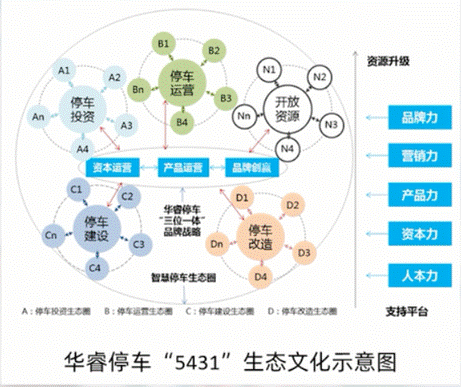 A1
A2
A3
A4
An
停车
投资
B1
B2
B3
B4
Bn
停车
运营
N1
N2
N3
N4
Nn
开放
资源
资本运营
产品运营
品牌创赢
C1
C2
C3
C4
Cn
停车
建设
华睿停车
“三位一体”
品牌战略
D1
D2
D3
D4
Dn
停车
改造
智慧停车生态圈
资源升级
品牌力
营销力
产品力
资本力
人本力
支持平台
A：停车投资生态圈 B：停车运营生态圈 C：停车建设生态圈 D：停车改造生态圈
华睿停车“5431”生态文化示意图